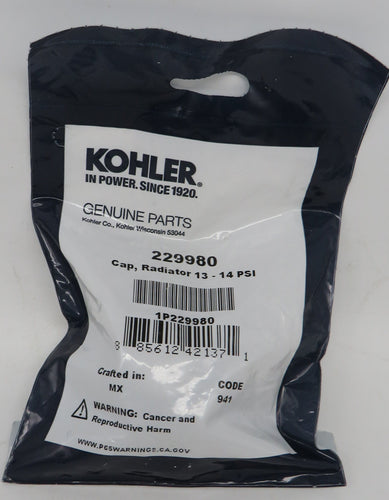 KOHLER®
IN POWER. SINCE 1920.
GENUINE PARTS
Kohler Co., Kohler Wisconsin 53044
229980
Cap, Radiator 13 - 14 PSI
1P229980
8 85612 42137 1
Crafted in:
MX
CODE
941
WARNING: Cancer and
Reproductive Harm
www.P65WARNINGS.CA.GOV